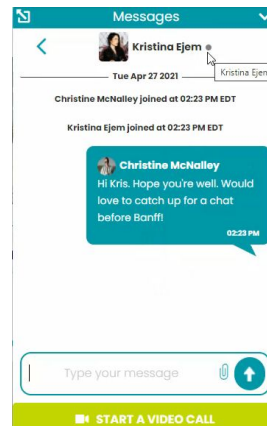 Messages
Kristina Ejem
Kristina Ejem
Tue Apr 27 2021
Christine McNalley joined at 02:23 PM EDT
Kristina Ejem joined at 02:23 PM EDT
Christine McNalley
Hi Kris. Hope you're well. Would
love to catch up for a chat
before Banff!
02:23 PM
Type your message
START A VIDEO CALL